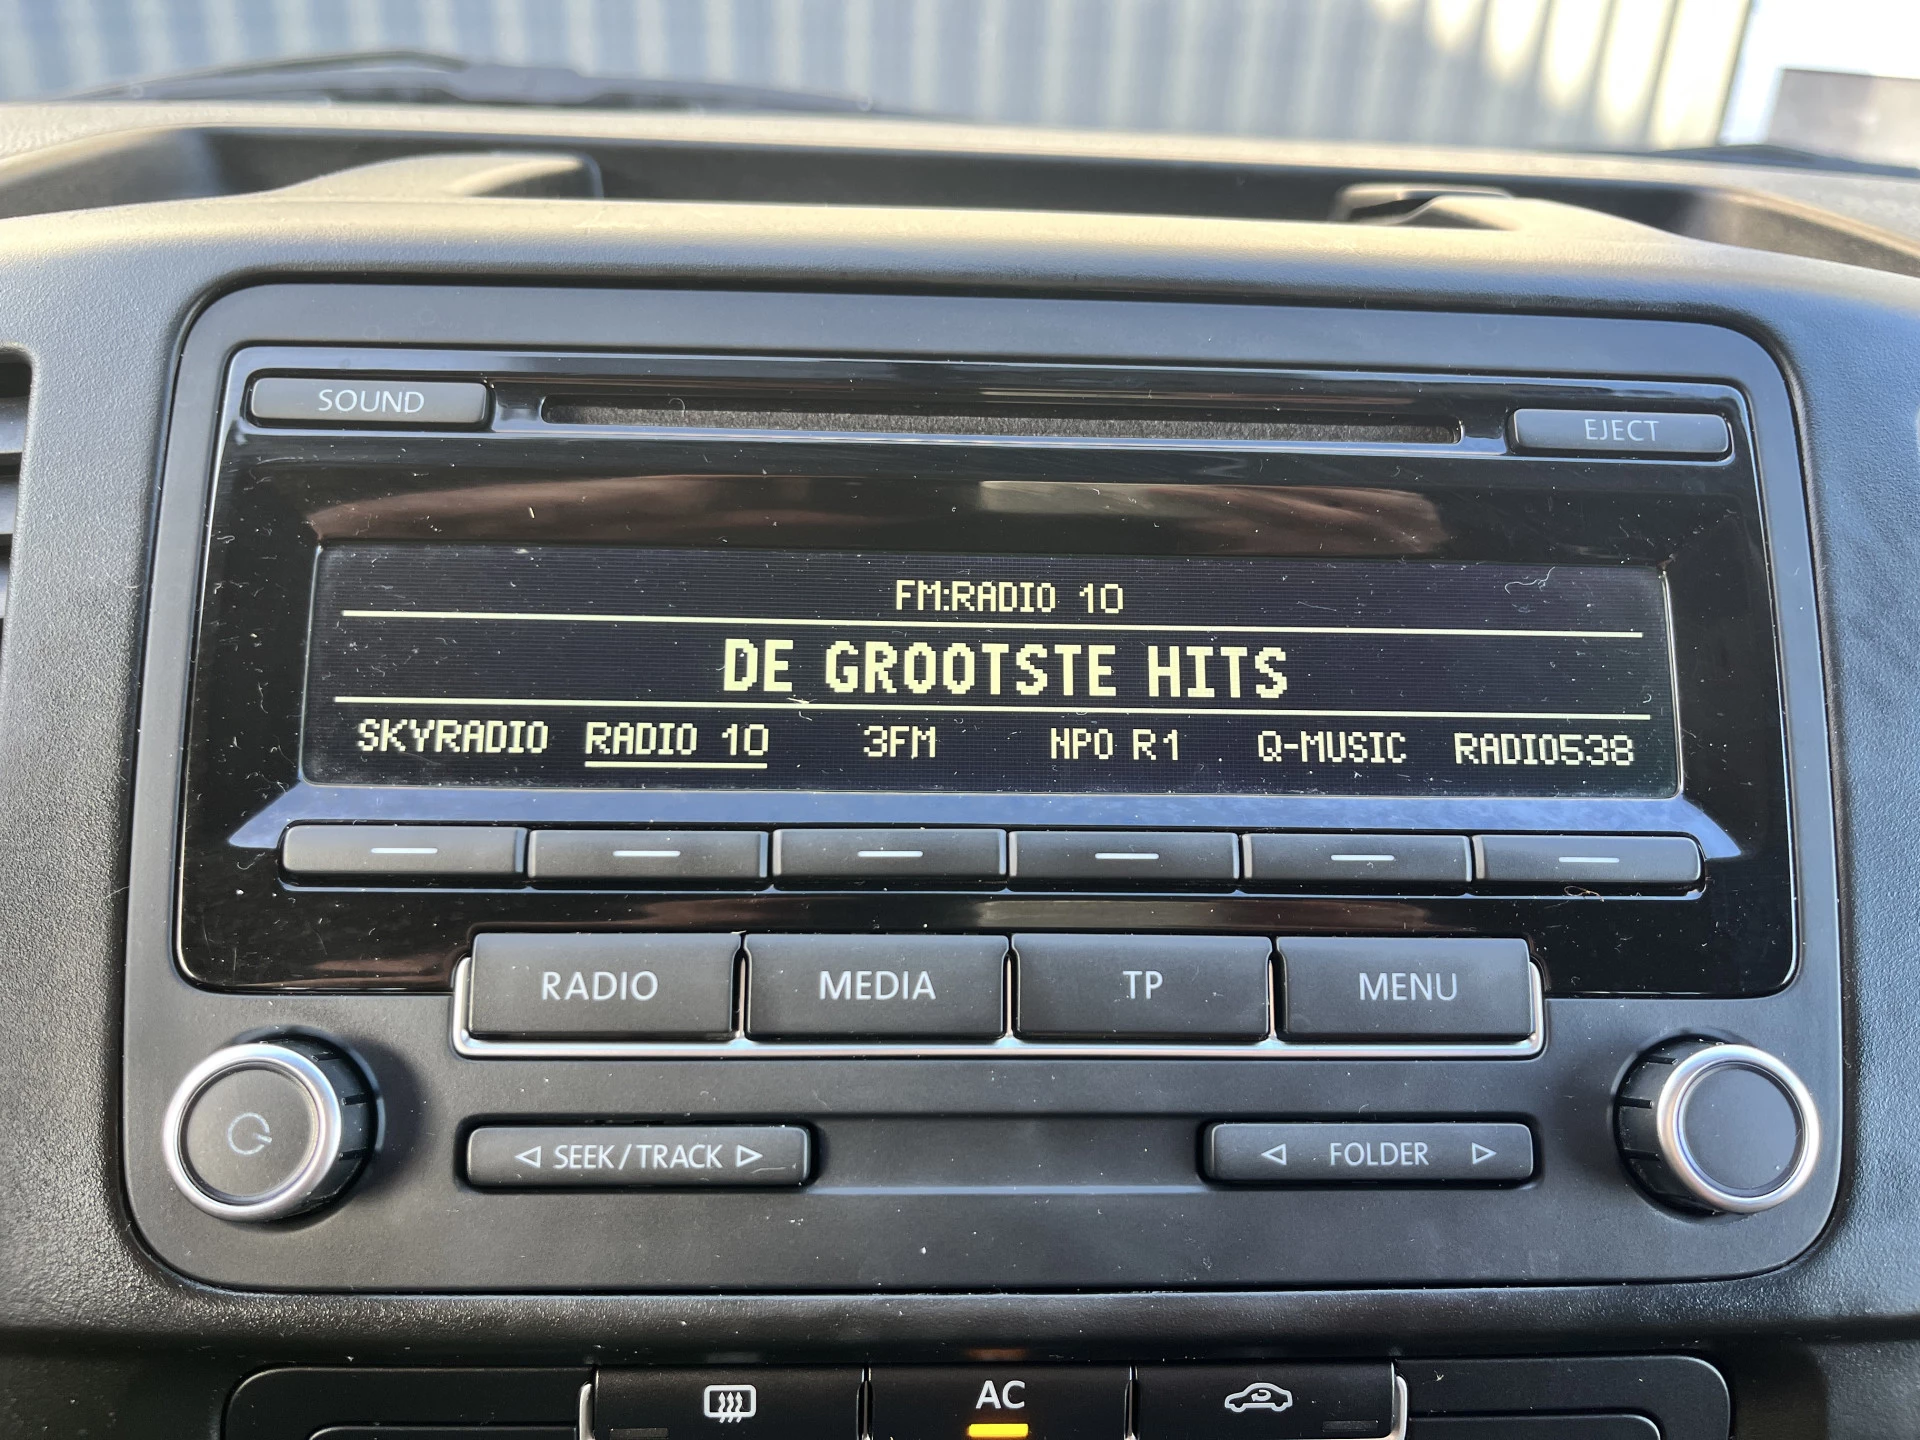 SOUND
EJECT
FM:RADIO 10
DE GROOTSTE HITS
SKYRADIO RADIO 10 3FM NPO R1 Q-MUSIC RADIO538
RADIO MEDIA TP MENU
SEEK/TRACK FOLDER
AC